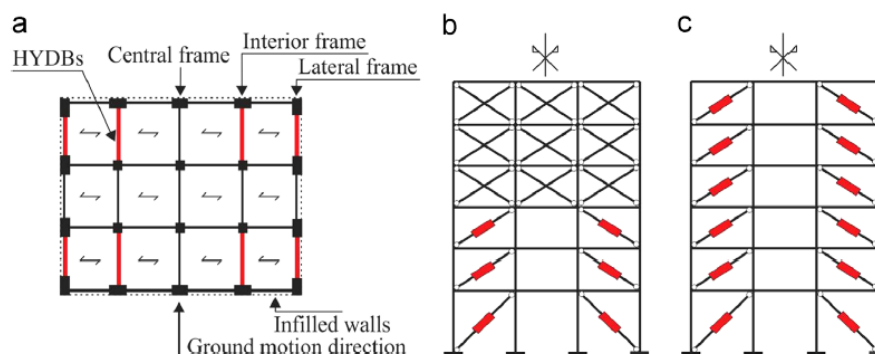 a
b
c
Interior frame
Central frame
HYDBs
Lateral frame
Infilled walls
Ground motion direction